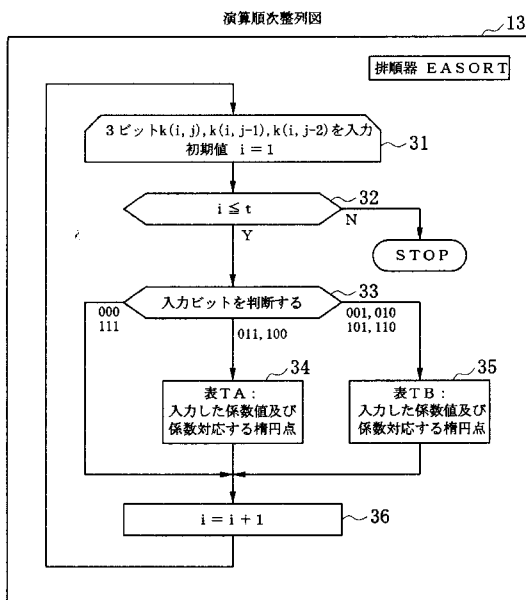 演算順次整列図
13
排順器 EASORT
3ビットk(i, j), k(i, j-1), k(i, j-2)を入力
初期値 i = 1
31
i ≦ t
32
N
Y
STOP
入力ビットを判断する
33
000
111
011, 100
001, 010
101, 110
34
表TA：
入力した係数値及び
係数対応する楕円点
35
表TB：
入力した係数値及び
係数対応する楕円点
i = i + 1
36